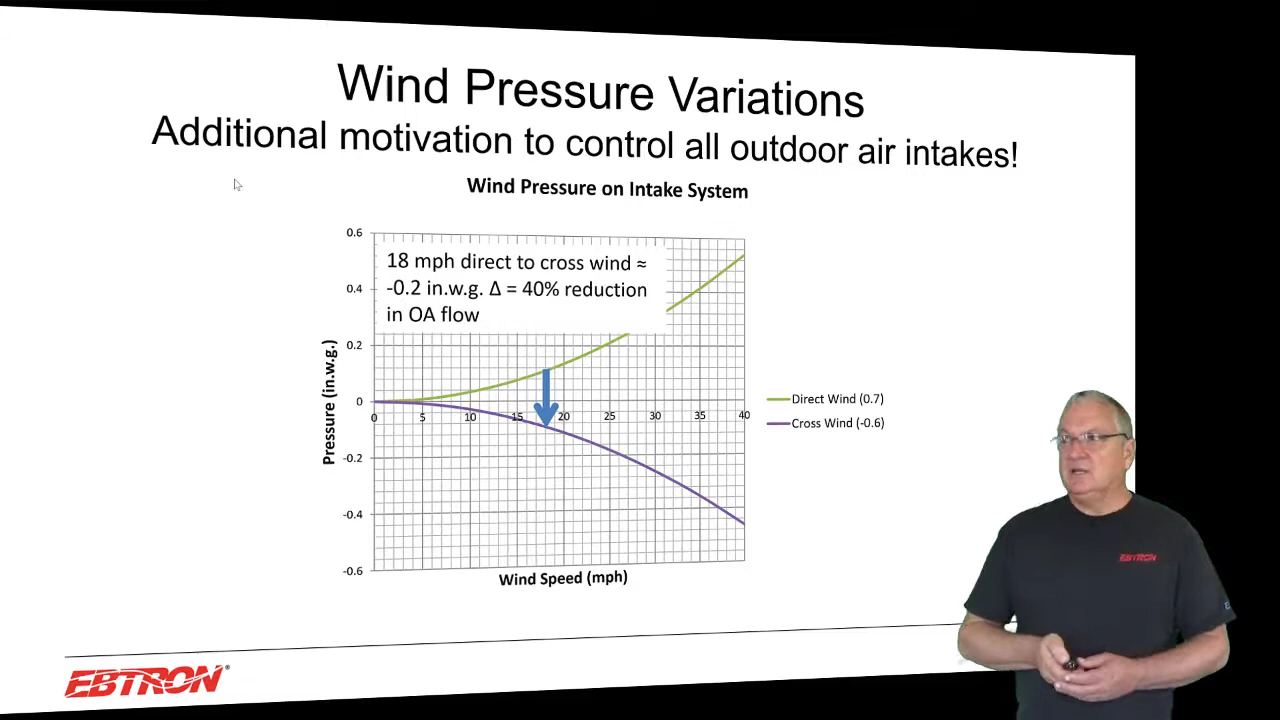 Wind Pressure Variations
Additional motivation to control all outdoor air intakes!
Wind Pressure on Intake System
18 mph direct to cross wind ≈
-0.2 in.w.g. Δ = 40% reduction
in OA flow
0.6
0.4
0.2
0
-0.2
-0.4
-0.6
Pressure (in.w.g.)
0 5 10 15 20 25 30 35 40
Wind Speed (mph)
Direct Wind (0.7)
Cross Wind (-0.6)
EBTRON®
EBTRON